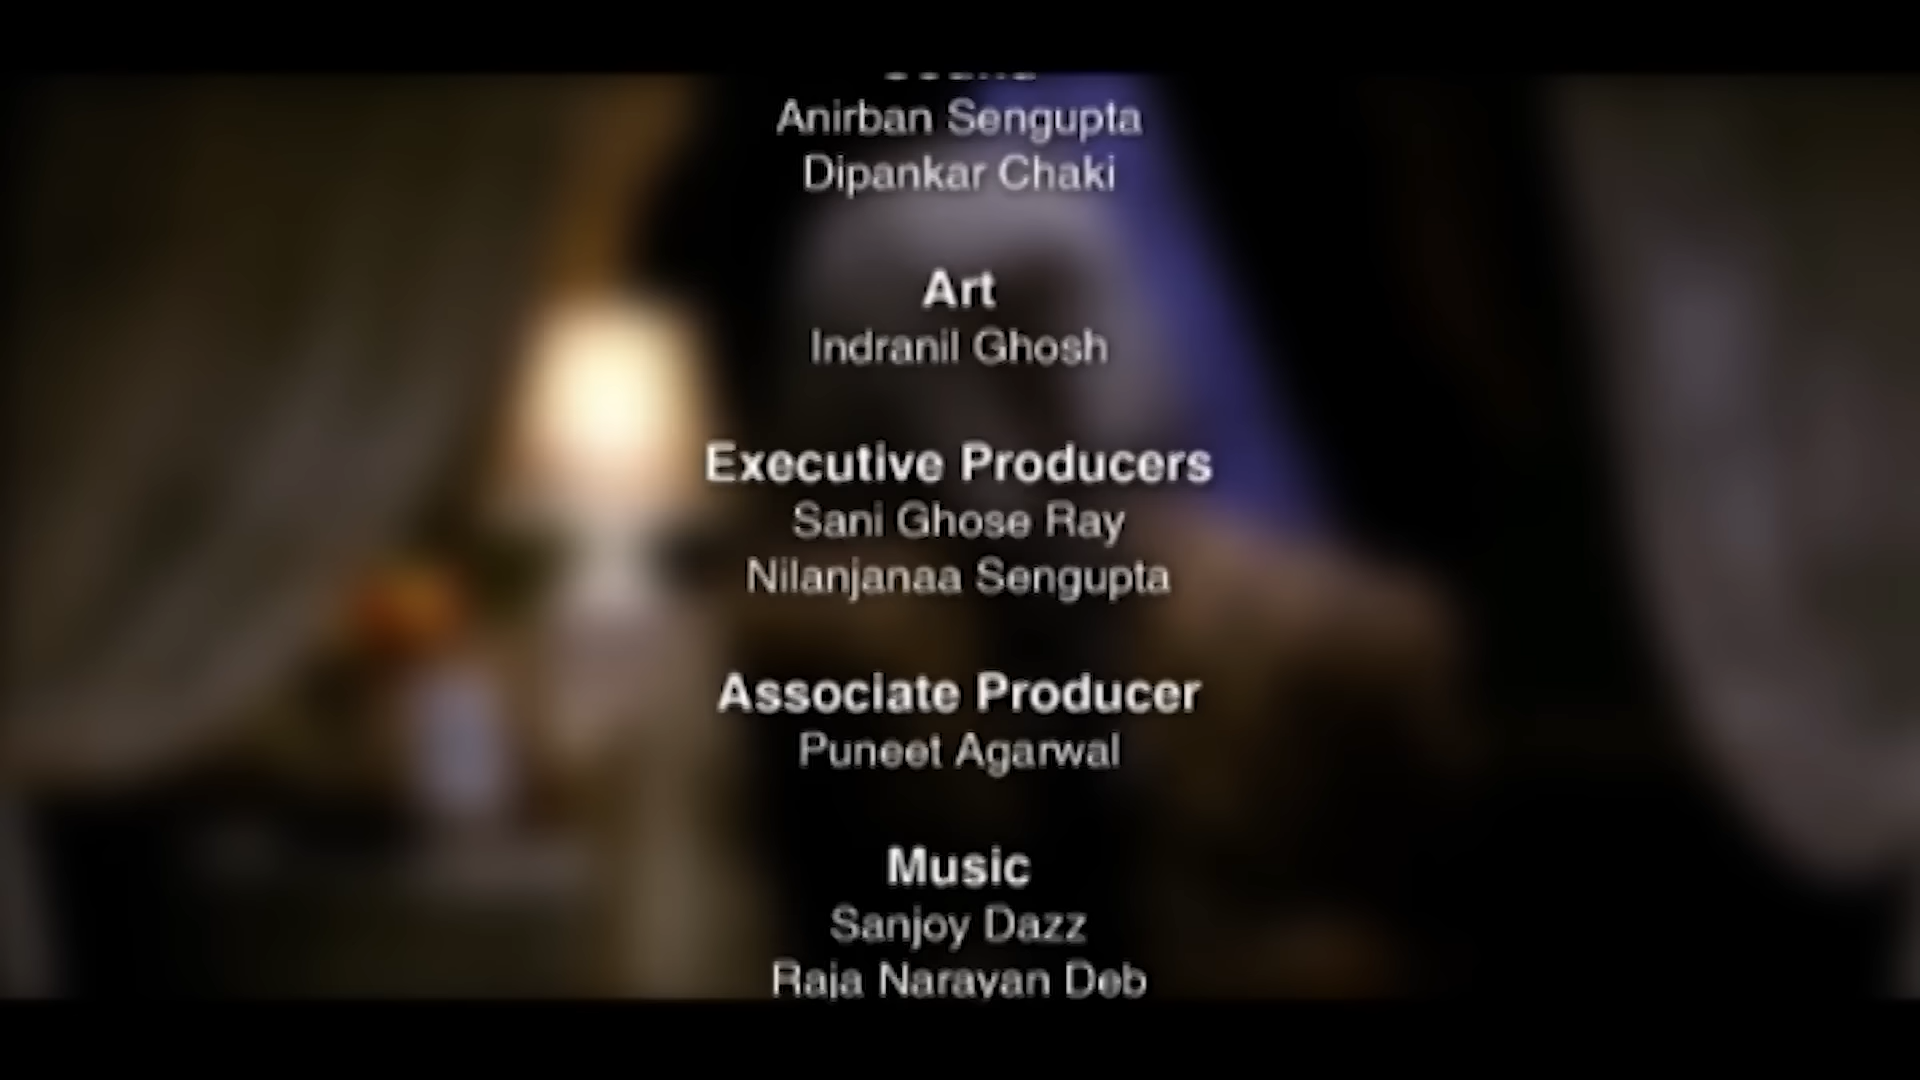 Anirban Sengupta
Dipankar Chaki
Art
Indranil Ghosh
Executive Producers
Sani Ghose Ray
Nilanjanaa Sengupta
Associate Producer
Puneet Agarwal
Music
Sanjoy Dazz
Raja Narayan Deb